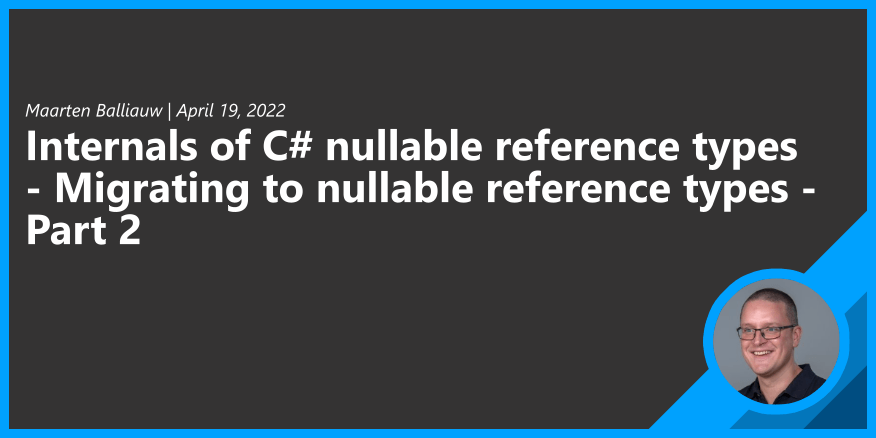 Maarten Balliauw | April 19, 2022
Internals of C# nullable reference types
- Migrating to nullable reference types -
Part 2